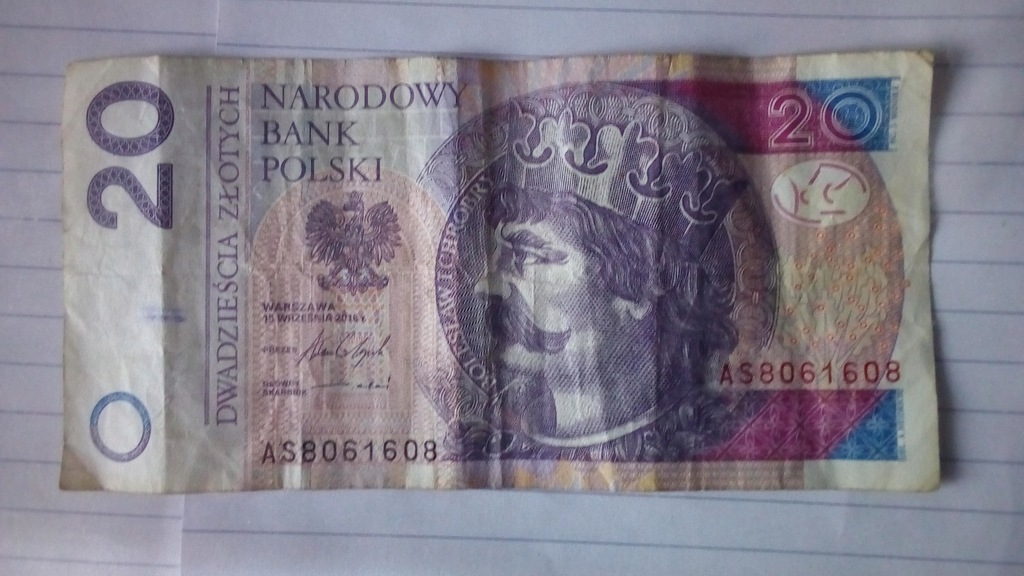 20
DWADZIEŚCIA ZŁOTYCH
NARODOWY
BANK
POLSKI
WARSZAWA
15 WRZEŚNIA 2016 r.
PREZES
GŁÓWNY
SKARBNIK
AS8061608
BOLESŁAW I CHROBRY
20
AS8061608